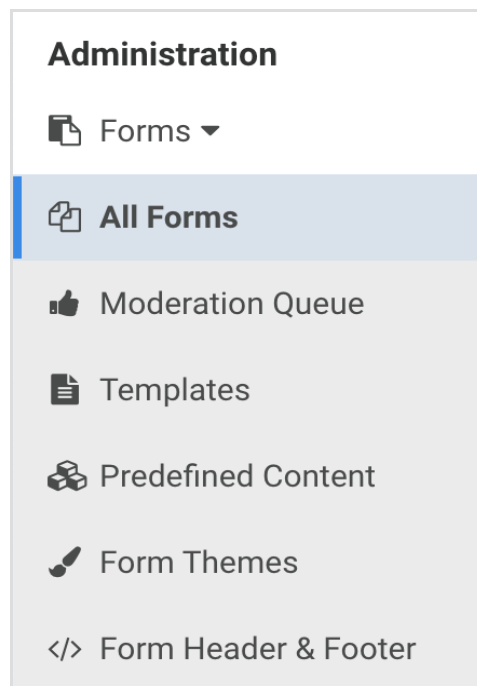 Administration
Forms
All Forms
Moderation Queue
Templates
Predefined Content
Form Themes
Form Header & Footer